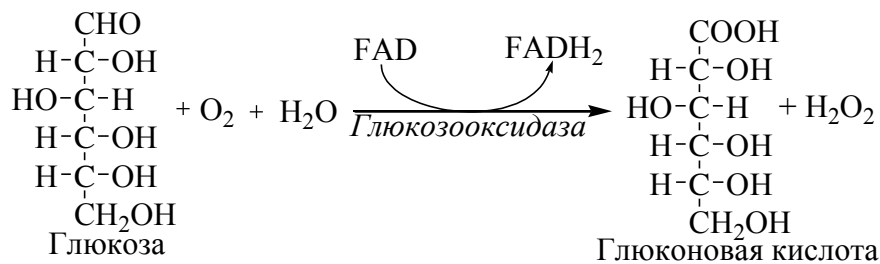 CHO
H-C-OH
HO-C-H
H-C-OH
H-C-OH
CH₂OH
Глюкоза
+ O₂ + H₂O
FAD FADH₂
Глюкозооксидаза
COOH
H-C-OH
HO-C-H
H-C-OH
H-C-OH
CH₂OH
Глюконовая кислота
+ H₂O₂